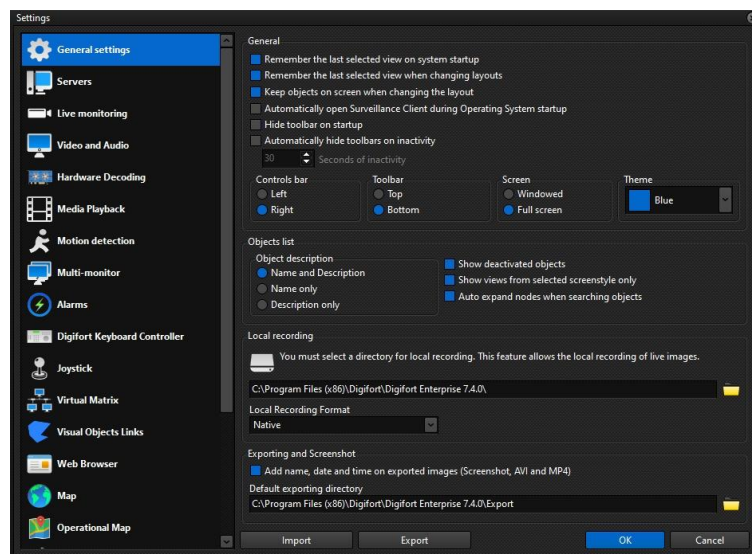 Settings
General settings
Servers
Live monitoring
Video and Audio
Hardware Decoding
Media Playback
Motion detection
Multi-monitor
Alarms
Digifort Keyboard Controller
Joystick
Virtual Matrix
Visual Objects Links
Web Browser
Map
Operational Map
General
Remember the last selected view on system startup
Remember the last selected view when changing layouts
Keep objects on screen when changing the layout
Automatically open Surveillance Client during Operating System startup
Hide toolbar on startup
Automatically hide toolbars on inactivity
30 Seconds of inactivity
Controls bar
Left
Right
Toolbar
Top
Bottom
Screen
Windowed
Full screen
Theme
Blue
Objects list
Object description
Name and Description
Name only
Description only
Show deactivated objects
Show views from selected screenstyle only
Auto expand nodes when searching objects
Local recording
You must select a directory for local recording. This feature allows the local recording of live images.
C:\Program Files (x86)\Digifort\Digifort Enterprise 7.4.0\
Local Recording Format
Native
Exporting and Screenshot
Add name, date and time on exported images (Screenshot, AVI and MP4)
Default exporting directory
C:\Program Files (x86)\Digifort\Digifort Enterprise 7.4.0\Export
Import
Export
OK
Cancel